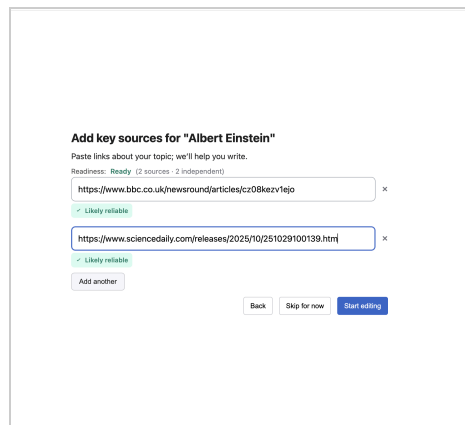 Add key sources for "Albert Einstein"
Paste links about your topic; we'll help you write.
Readiness: Ready (2 sources · 2 independent)
https://www.bbc.co.uk/newsround/articles/cz08kezv1ejo ×
✓ Likely reliable
https://www.sciencedaily.com/releases/2025/10/251029100139.htm ×
✓ Likely reliable
Add another
Back Skip for now Start editing